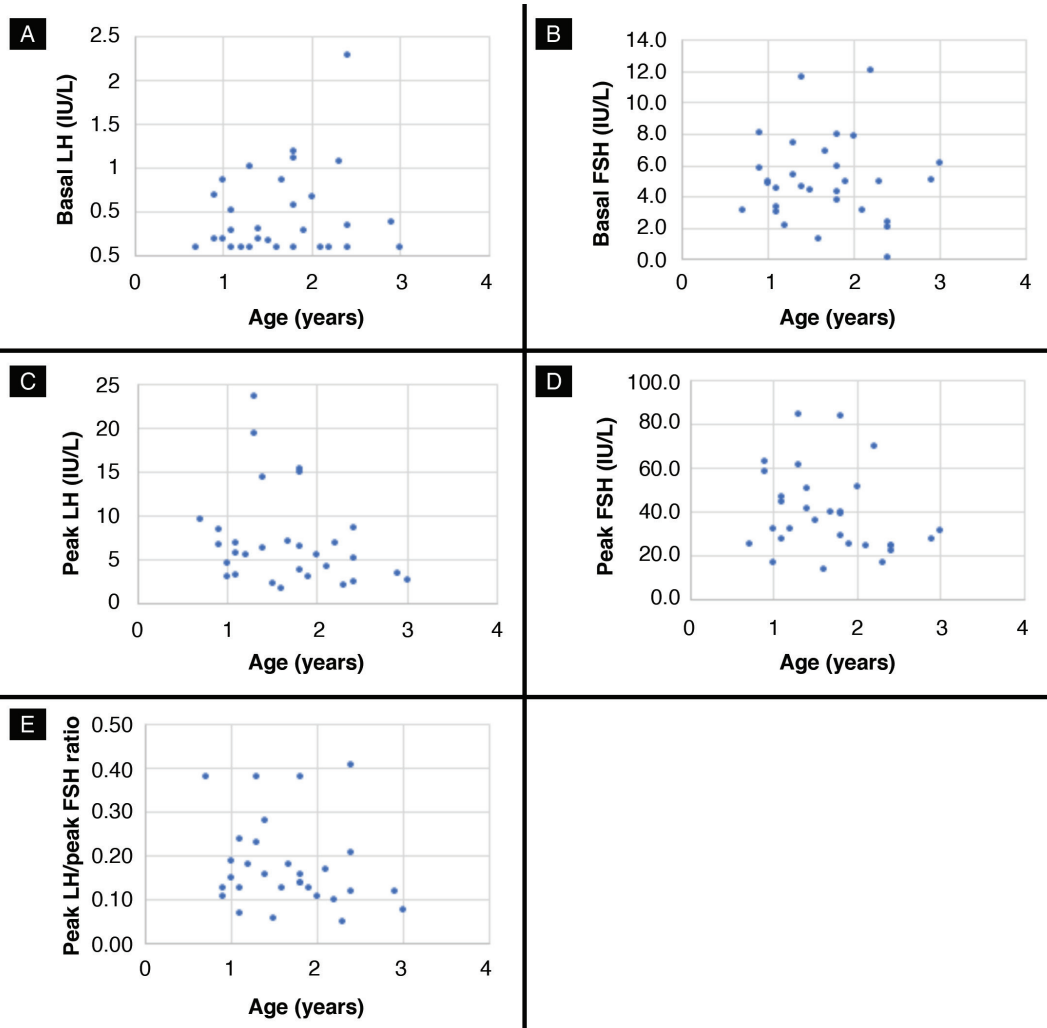 A
Basal LH (IU/L)
2.5
2
1.5
1
0.5
0.5
0 1 2 3 4
Age (years)
B
Basal FSH (IU/L)
14.0
12.0
10.0
8.0
6.0
4.0
2.0
0.0
0 1 2 3 4
Age (years)
C
Peak LH (IU/L)
25
20
15
10
5
0
0 1 2 3 4
Age (years)
D
Peak FSH (IU/L)
100.0
80.0
60.0
40.0
20.0
0.0
0 1 2 3 4
Age (years)
E
Peak LH/peak FSH ratio
0.50
0.40
0.30
0.20
0.10
0.00
0 1 2 3 4
Age (years)